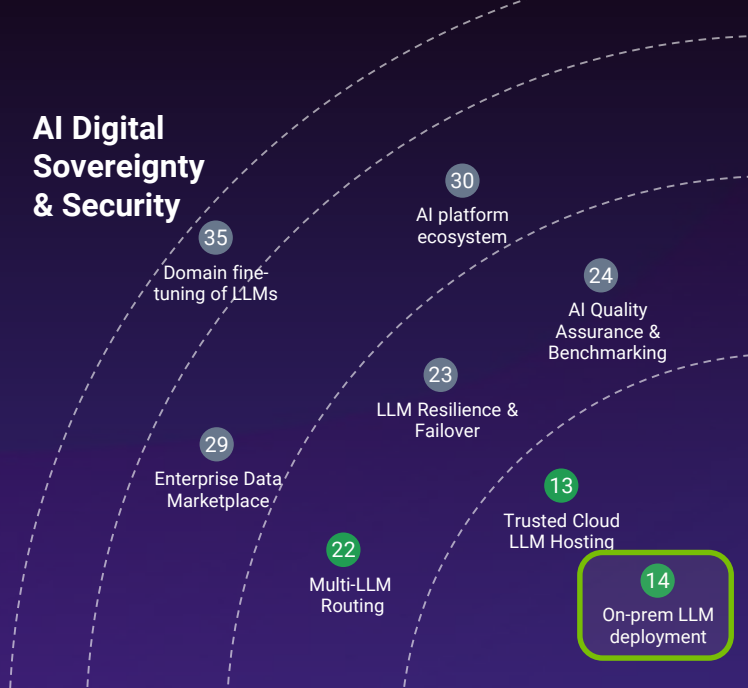 AI Digital
Sovereignty
& Security
30
AI platform
ecosystem
35
Domain fine-
tuning of LLMs
24
AI Quality
Assurance &
Benchmarking
23
LLM Resilience &
Failover
29
Enterprise Data
Marketplace
13
Trusted Cloud
LLM Hosting
22
Multi-LLM
Routing
14
On-prem LLM
deployment